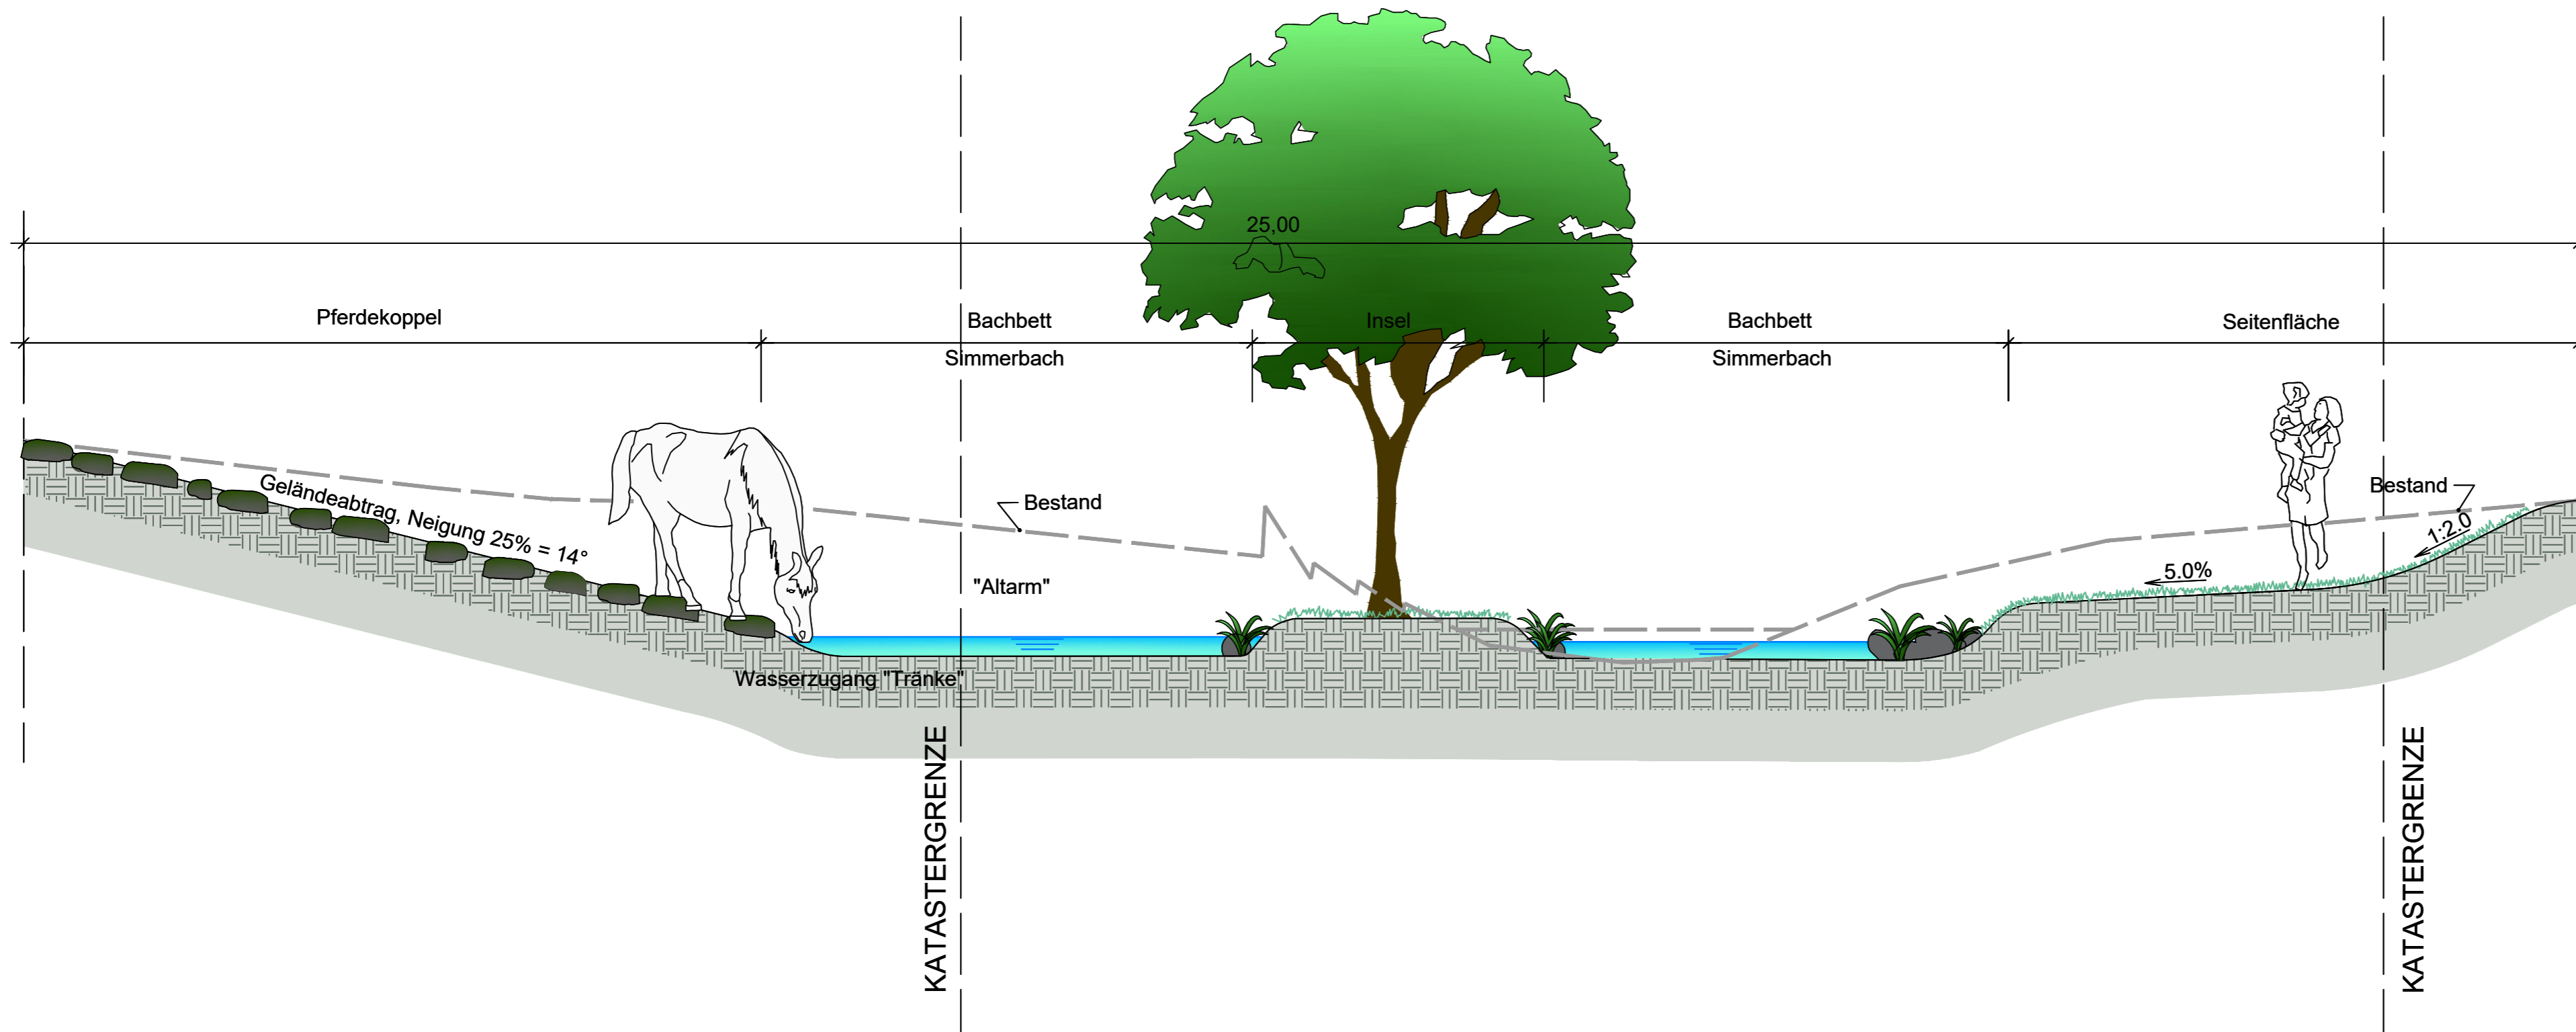 25,00
Pferdekoppel
Bachbett
Simmerbach
Insel
Bachbett
Simmerbach
Seitenfläche
Geländeabtrag, Neigung 25% = 14°
Bestand
Bestand
1:2.0
5.0%
"Altarm"
Wasserzugang "Tränke"
KATASTERGRENZE
KATASTERGRENZE